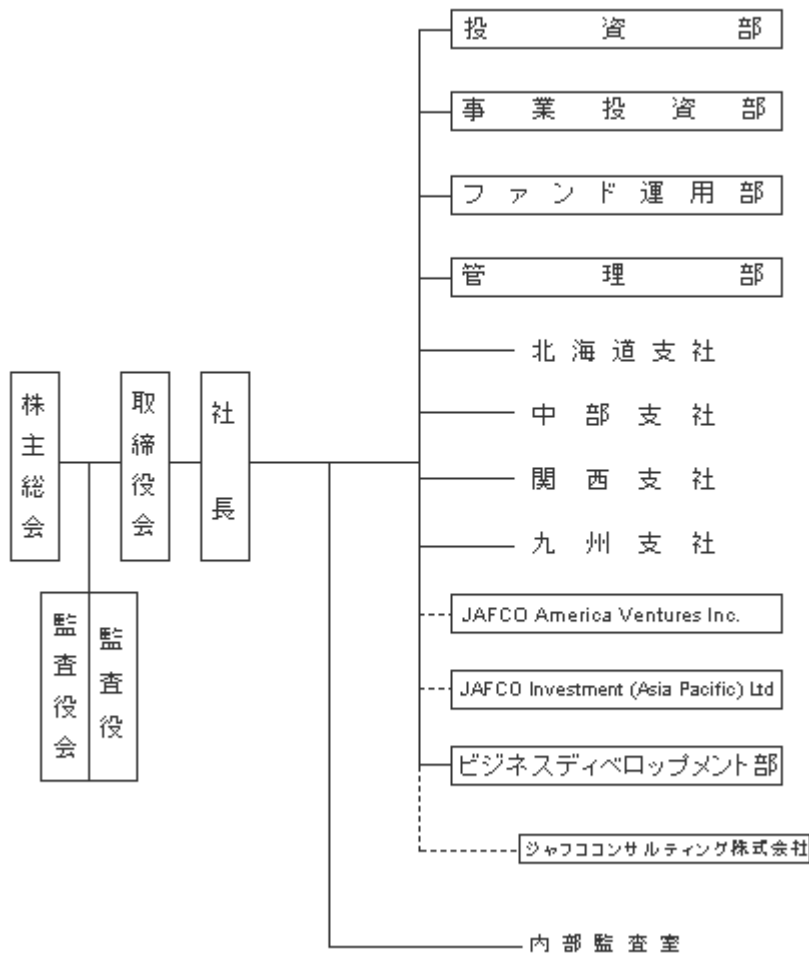 株主総会
監査役会
監査役
取締役会
社長
投資部
事業投資部
ファンド運用部
管理部
北海道支社
中部支社
関西支社
九州支社
JAFCO America Ventures Inc.
JAFCO Investment (Asia Pacific) Ltd
ビジネスディベロップメント部
ジャフココンサルティング株式会社
内部監査室